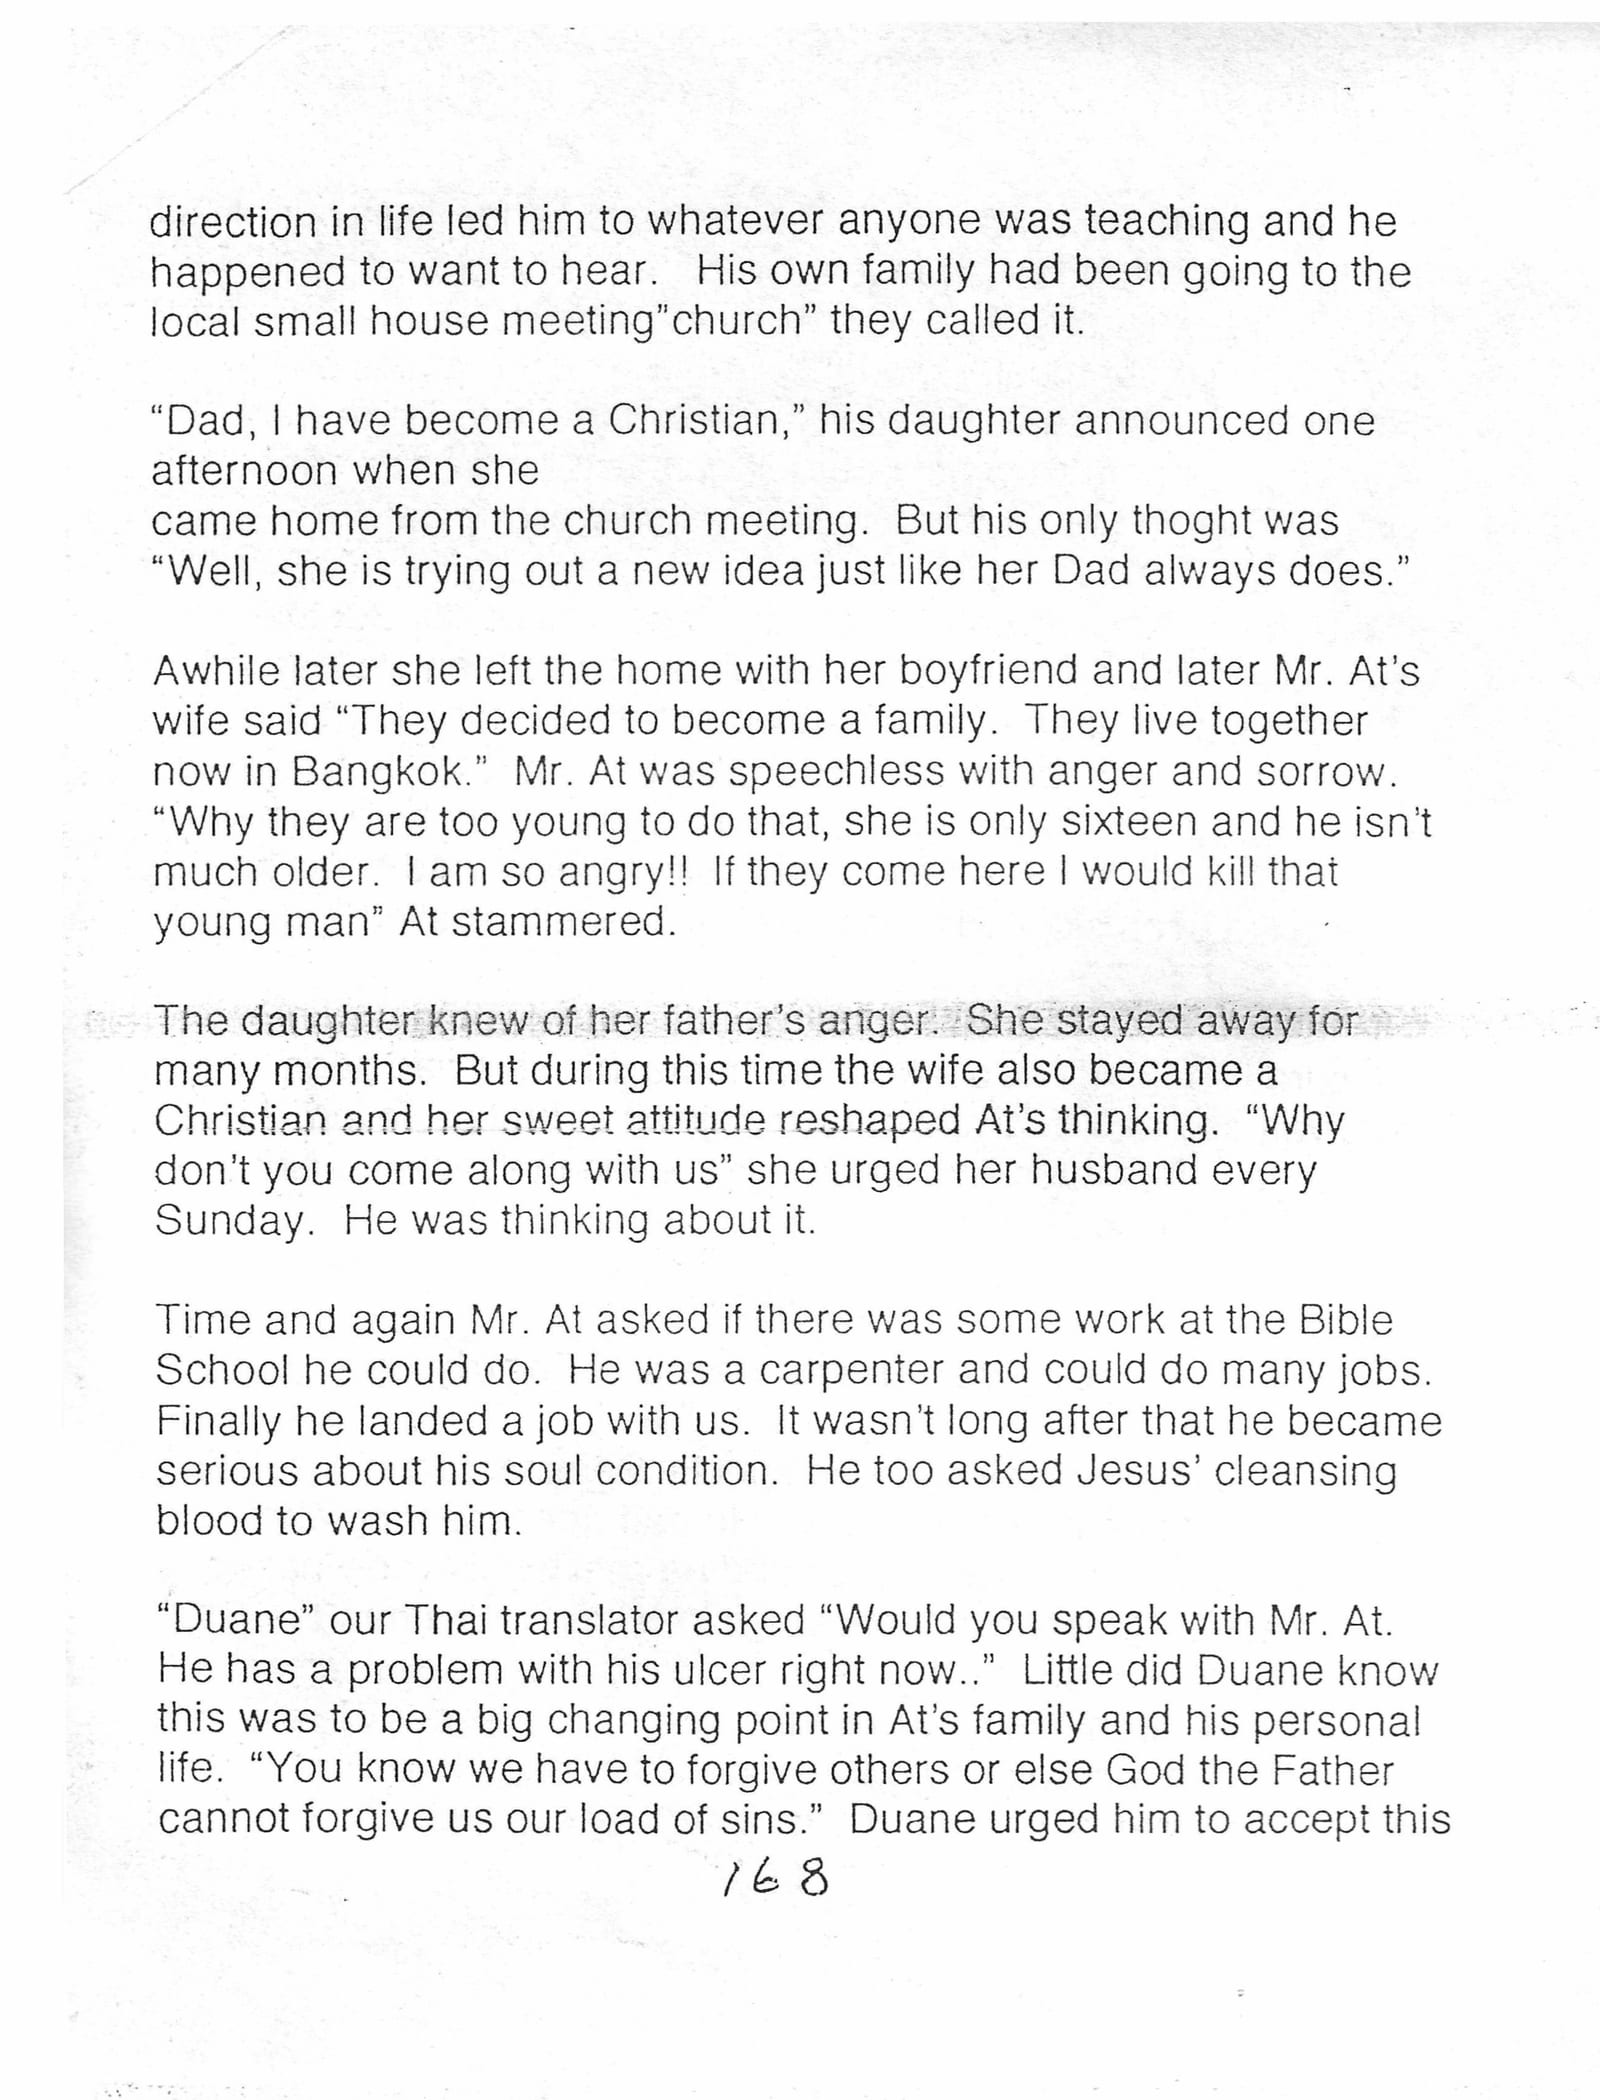 direction in life led him to whatever anyone was teaching and he
happened to want to hear.   His own family had been going to the
local small house meeting"church" they called it.
"Dad, I have become a Christian," his daughter announced one
afternoon when she
came home from the church meeting.  But his only thoght was
"Well, she is trying out a new idea just like her Dad always does."
Awhile later she left the home with her boyfriend and later Mr. At's
wife said "They decided to become a family.  They live together
now in Bangkok."  Mr. At was speechless with anger and sorrow.
"Why they are too young to do that, she is only sixteen and he isn't
much older.  I am so angry!!  If they come here I would kill that
young man" At stammered.
The daughter knew of her father's anger.  She stayed away for
many months.  But during this time the wife also became a
Christian and her sweet attitude reshaped At's thinking.  "Why
don't you come along with us" she urged her husband every
Sunday.  He was thinking about it.
Time and again Mr. At asked if there was some work at the Bible
School he could do.  He was a carpenter and could do many jobs.
Finally he landed a job with us.  It wasn't long after that he became
serious about his soul condition.  He too asked Jesus' cleansing
blood to wash him.
"Duane" our Thai translator asked "Would you speak with Mr. At.
He has a problem with his ulcer right now.."  Little did Duane know
this was to be a big changing point in At's family and his personal
life.  "You know we have to forgive others or else God the Father
cannot forgive us our load of sins."  Duane urged him to accept this
168